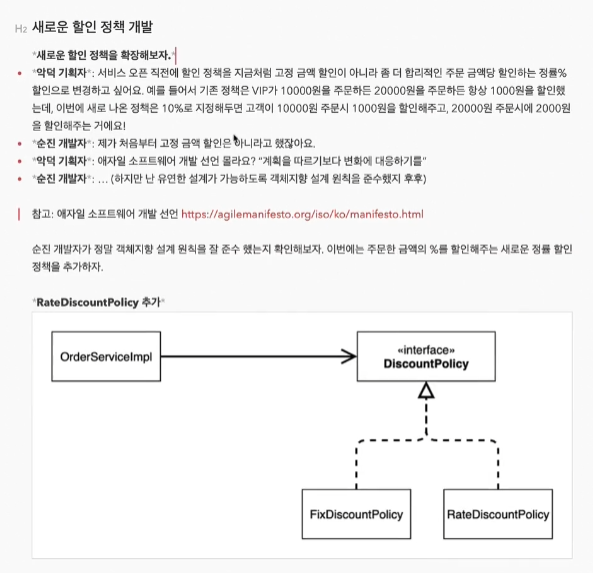 H2 새로운 할인 정책 개발
*새로운 할인 정책을 확장해보자.*
*악덕 기획자*: 서비스 오픈 직전에 할인 정책을 지금처럼 고정 금액 할인이 아니라 좀 더 합리적인 주문 금액당 할인하는 정률%
할인으로 변경하고 싶어요. 예를 들어서 기존 정책은 VIP가 10000원을 주문하든 20000원을 주문하든 항상 1000원을 할인했
는데, 이번에 새로 나온 정책은 10%로 지정해두면 고객이 10000원 주문시 1000원을 할인해주고, 20000원 주문시에 2000원
을 할인해주는 거에요!
*순진 개발자*: 제가 처음부터 고정 금액 할인은 아니라고 했잖아요.
*악덕 기획자*: 애자일 소프트웨어 개발 선언 몰라요? “계획을 따르기보다 변화에 대응하기를”
*순진 개발자*: … (하지만 난 유연한 설계가 가능하도록 객체지향 설계 원칙을 준수했지 후후)
참고: 애자일 소프트웨어 개발 선언 https://agilemanifesto.org/iso/ko/manifesto.html
순진 개발자가 정말 객체지향 설계 원칙을 잘 준수 했는지 확인해보자. 이번에는 주문한 금액의 %를 할인해주는 새로운 정률 할인
정책을 추가하자.
*RateDiscountPolicy 추가*
OrderServiceImpl
«interface»
DiscountPolicy
FixDiscountPolicy
RateDiscountPolicy